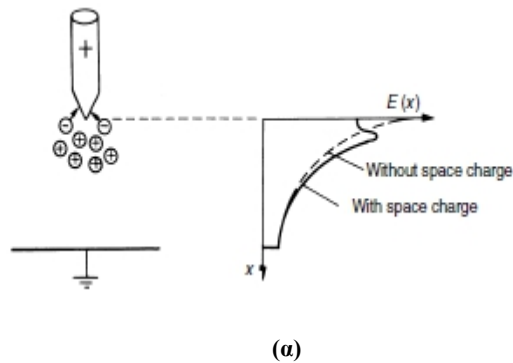 +
E (x)
− −
+ + + + + + + +
Without space charge
With space charge
x
(α)